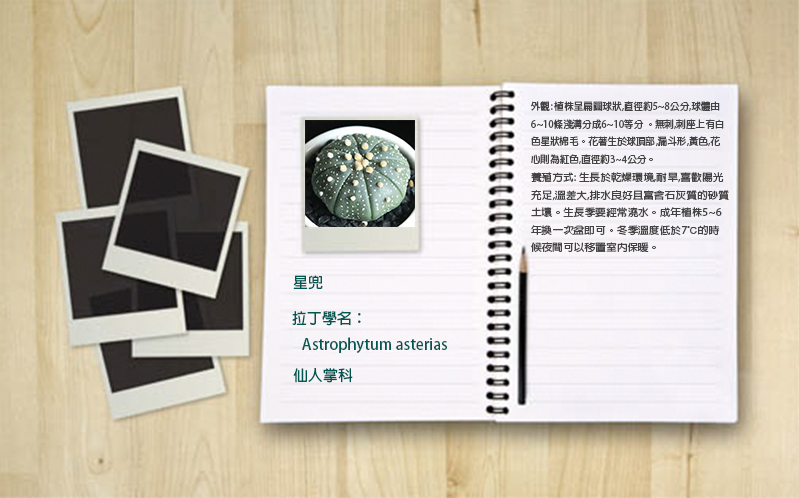 星兜
拉丁學名：
Astrophytum asterias
仙人掌科
外觀:植株呈扁圓球狀,直徑約5~8公分,球體由
6~10條淺溝分成6~10等分 。無刺,刺座上有白
色星狀棉毛。花著生於球頂部,漏斗形,黃色,花
心則為紅色,直徑約3~4公分。
養殖方式: 生長於乾燥環境,耐旱,喜歡陽光
充足,溫差大,排水良好且富含石灰質的砂質
土壤。生長季要經常澆水。成年植株5~6
年換一次盆即可。冬季溫度低於7℃的時
候夜間可以移置室內保暖。